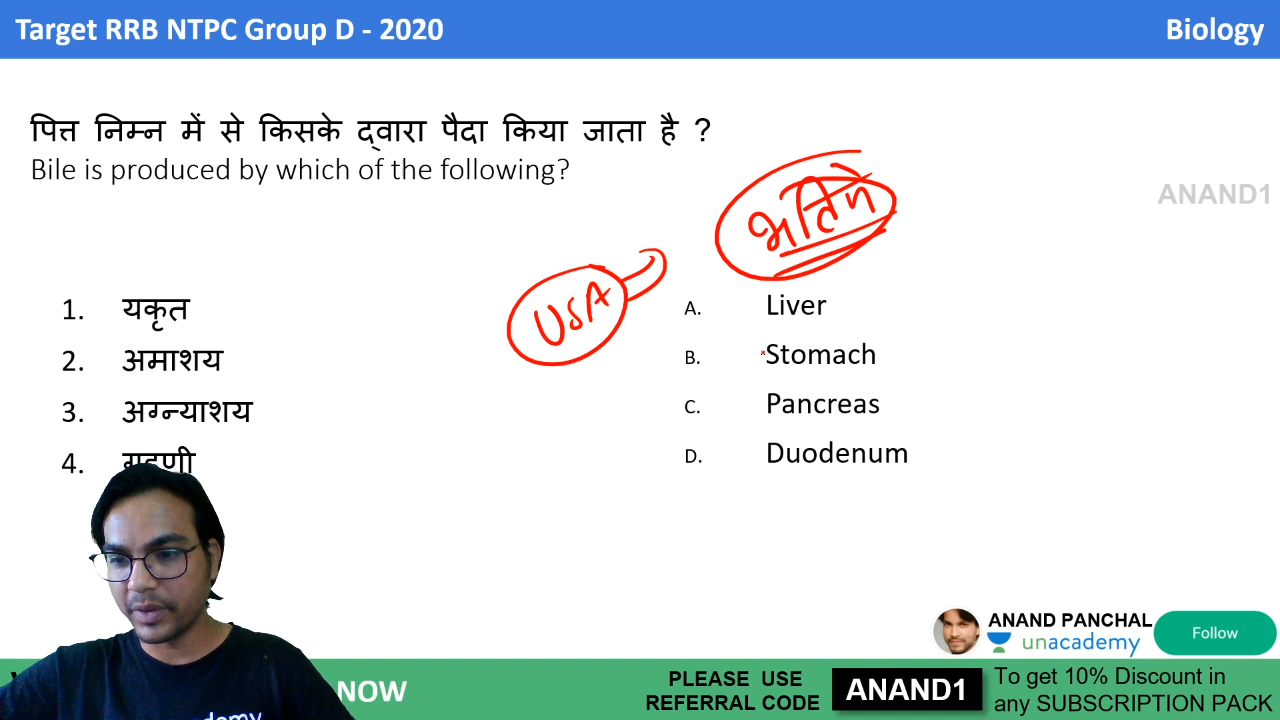 Target RRB NTPC Group D - 2020
Biology
पित्त निम्न में से किसके द्वारा पैदा किया जाता है ?
Bile is produced by which of the following?
ANAND1
USA
1. यकृत
2. अमाशय
3. अग्न्याशय
4. ग्रहणी
A. Liver
B. Stomach
C. Pancreas
D. Duodenum
ANAND PANCHAL
unacademy
Follow
NOW
PLEASE USE
REFERRAL CODE
ANAND1
To get 10% Discount in
any SUBSCRIPTION PACK